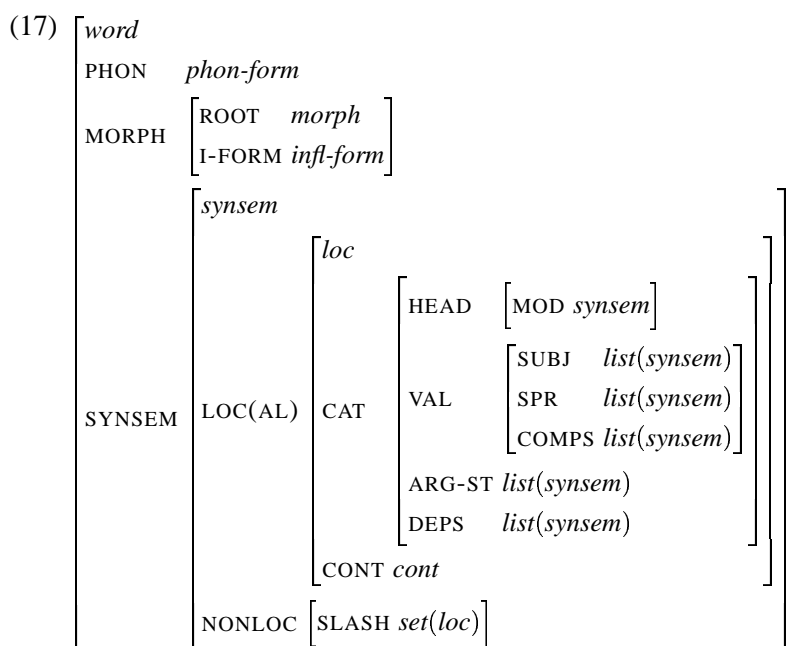 (17) word
PHON phon-form
MORPH ROOT morph
I-FORM infl-form
synsem
loc
HEAD MOD synsem
SUBJ list(synsem)
VAL SPR list(synsem)
SYNSEM LOC(AL) CAT COMPS list(synsem)
ARG-ST list(synsem)
DEPS list(synsem)
CONT cont
NONLOC SLASH set(loc)